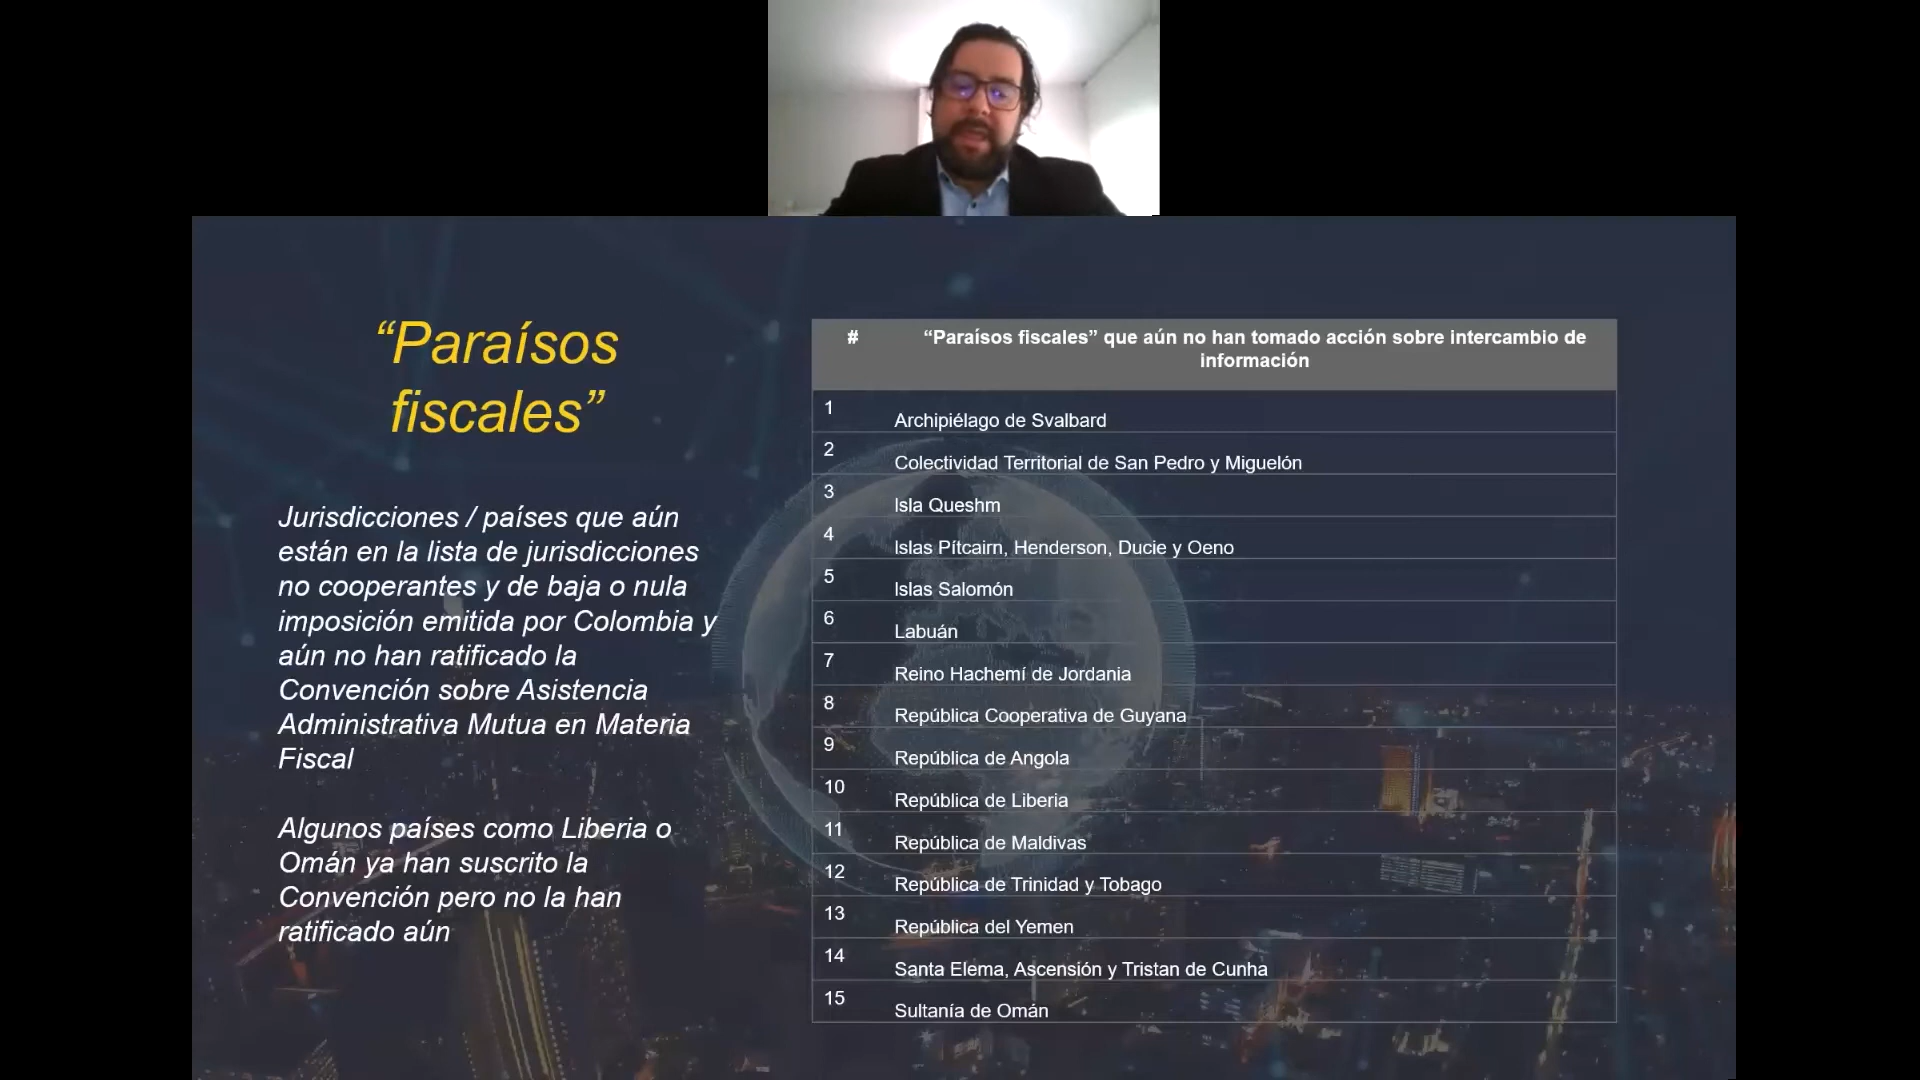 “Paraísos
fiscales”
Jurisdicciones / países que aún
están en la lista de jurisdicciones
no cooperantes y de baja o nula
imposición emitida por Colombia y
aún no han ratificado la
Convención sobre Asistencia
Administrativa Mutua en Materia
Fiscal
Algunos países como Liberia o
Omán ya han suscrito la
Convención pero no la han
ratificado aún
# “Paraísos fiscales” que aún no han tomado acción sobre intercambio de
información
1 Archipiélago de Svalbard
2 Colectividad Territorial de San Pedro y Miguelón
3 Isla Queshm
4 Islas Pítcairn, Henderson, Ducie y Oeno
5 Islas Salomón
6 Labuán
7 Reino Hachemí de Jordania
8 República Cooperativa de Guyana
9 República de Angola
10 República de Liberia
11 República de Maldivas
12 República de Trinidad y Tobago
13 República del Yemen
14 Santa Elema, Ascensión y Tristan de Cunha
15 Sultanía de Omán